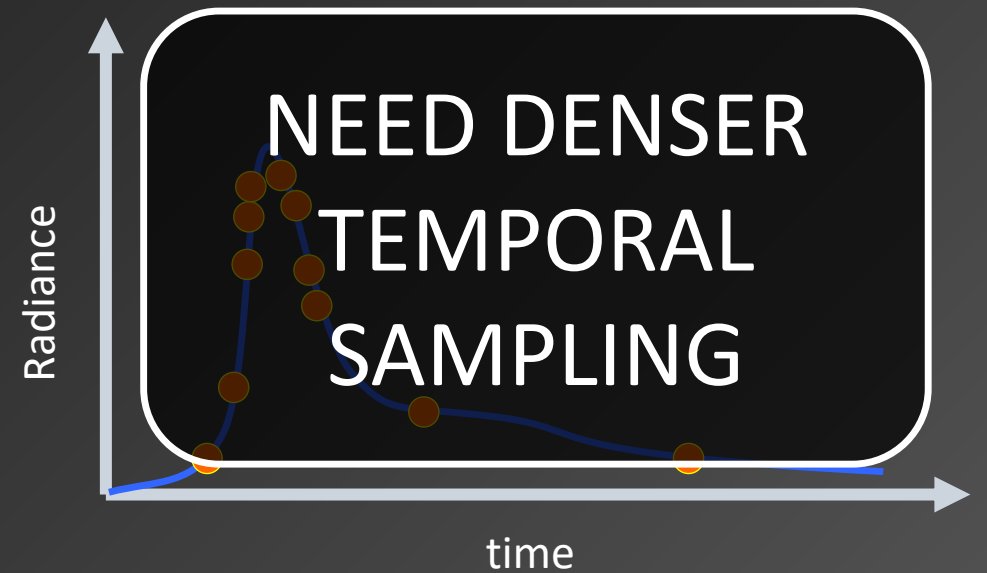 NEED DENSER
TEMPORAL
SAMPLING
Radiance
time